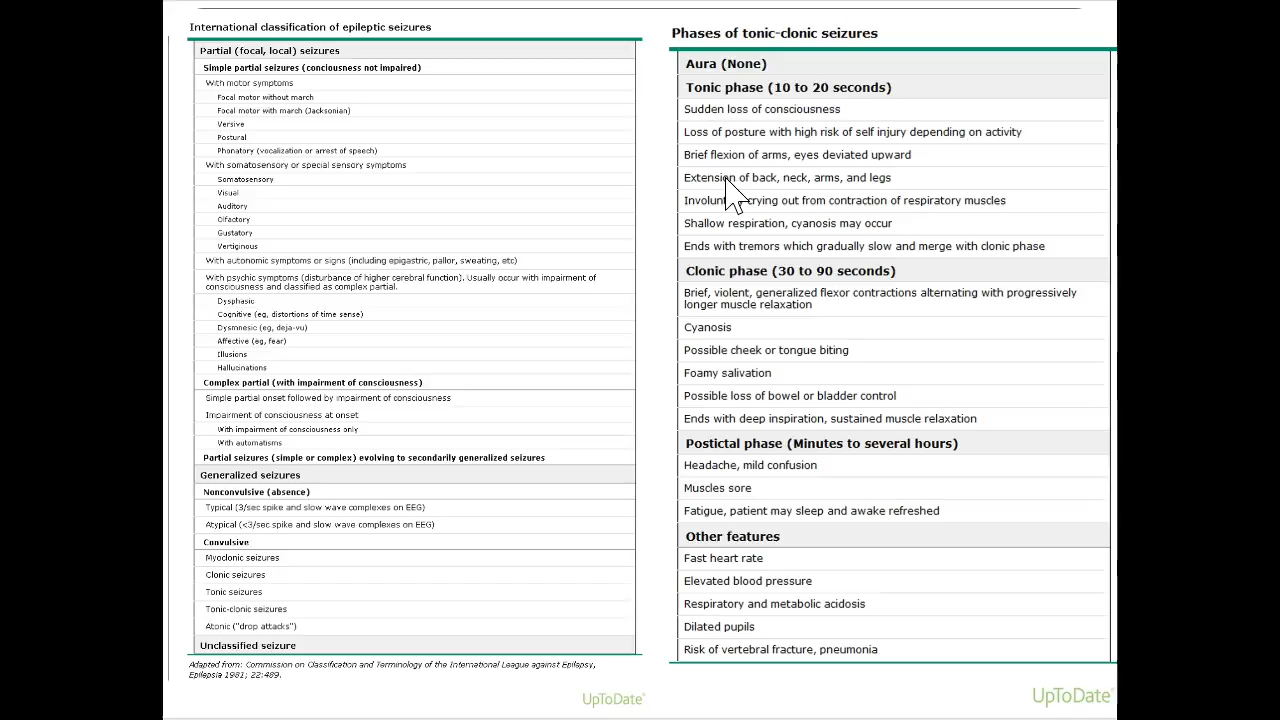 International classification of epileptic seizures
Partial (focal, local) seizures
Simple partial seizures (conciousness not impaired)
With motor symptoms
Focal motor without march
Focal motor with march (Jacksonian)
Versive
Postural
Phonatory (vocalization or arrest of speech)
With somatosensory or special sensory symptoms
Somatosensory
Visual
Auditory
Olfactory
Gustatory
Vertiginous
With autonomic symptoms or signs (including epigastric, pallor, sweating, etc)
With psychic symptoms (disturbance of higher cerebral function). Usually occur with impairment of
consciousness and classified as complex partial.
Dysphasic
Cognitive (eg, distortions of time sense)
Dysmnesic (eg, deja-vu)
Affective (eg, fear)
Illusions
Hallucinations
Complex partial (with impairment of consciousness)
Simple partial onset followed by impairment of consciousness
Impairment of consciousness at onset
With impairment of consciousness only
With automatisms
Partial seizures (simple or complex) evolving to secondarily generalized seizures
Generalized seizures
Nonconvulsive (absence)
Typical (3/sec spike and slow wave complexes on EEG)
Atypical (<3/sec spike and slow wave complexes on EEG)
Convulsive
Myoclonic seizures
Clonic seizures
Tonic seizures
Tonic-clonic seizures
Atonic ("drop attacks")
Unclassified seizure
Adapted from: Commission on Classification and Terminology of the International League against Epilepsy,
Epilepsia 1981; 22:489.
UpToDate®
Phases of tonic-clonic seizures
Aura (None)
Tonic phase (10 to 20 seconds)
Sudden loss of consciousness
Loss of posture with high risk of self injury depending on activity
Brief flexion of arms, eyes deviated upward
Extension of back, neck, arms, and legs
crying out from contraction of respiratory muscles
Shallow respiration, cyanosis may occur
Ends with tremors which gradually slow and merge with clonic phase
Clonic phase (30 to 90 seconds)
Brief, violent, generalized flexor contractions alternating with progressively
longer muscle relaxation
Cyanosis
Possible cheek or tongue biting
Foamy salivation
Possible loss of bowel or bladder control
Ends with deep inspiration, sustained muscle relaxation
Postictal phase (Minutes to several hours)
Headache, mild confusion
Muscles sore
Fatigue, patient may sleep and awake refreshed
Other features
Fast heart rate
Elevated blood pressure
Respiratory and metabolic acidosis
Dilated pupils
Risk of vertebral fracture, pneumonia
UpToDate®